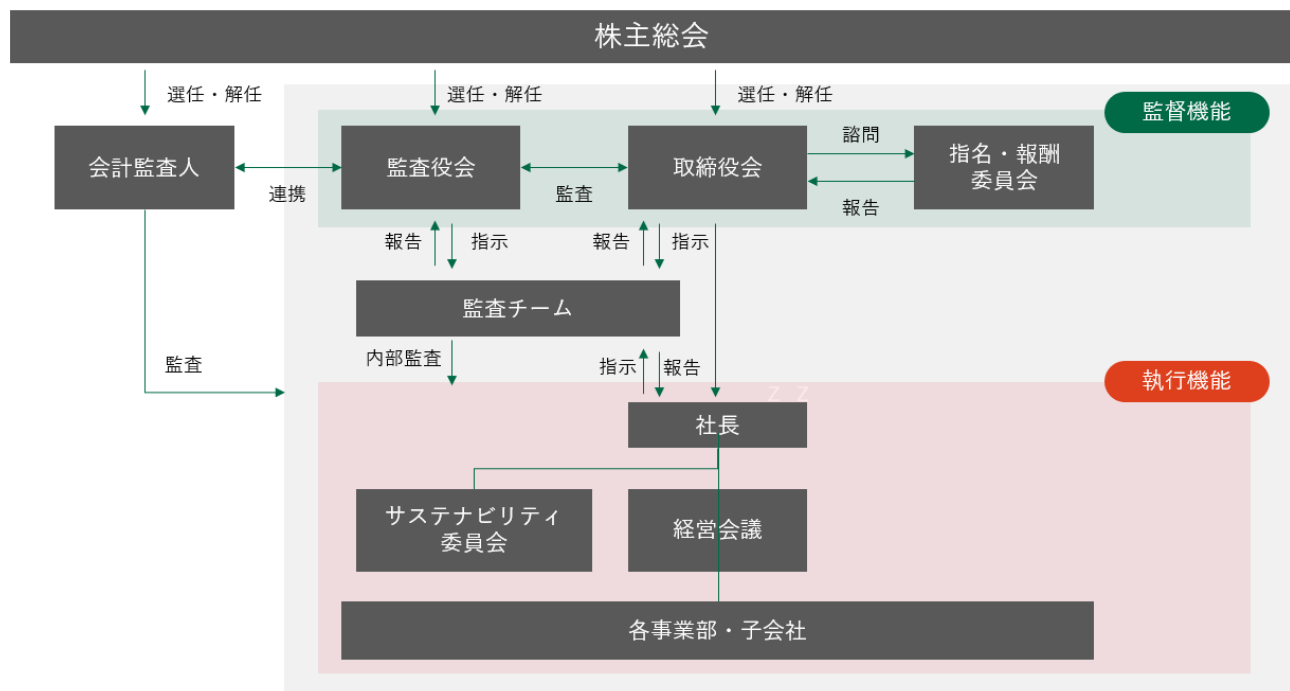 株主総会
選任・解任
選任・解任
選任・解任
監督機能
会計監査人
連携
監査役会
監査
取締役会
諮問
報告
指名・報酬
委員会
報告
指示
報告
指示
監査チーム
内部監査
指示
報告
監査
執行機能
Z Z
社長
サステナビリティ
委員会
経営会議
各事業部・子会社